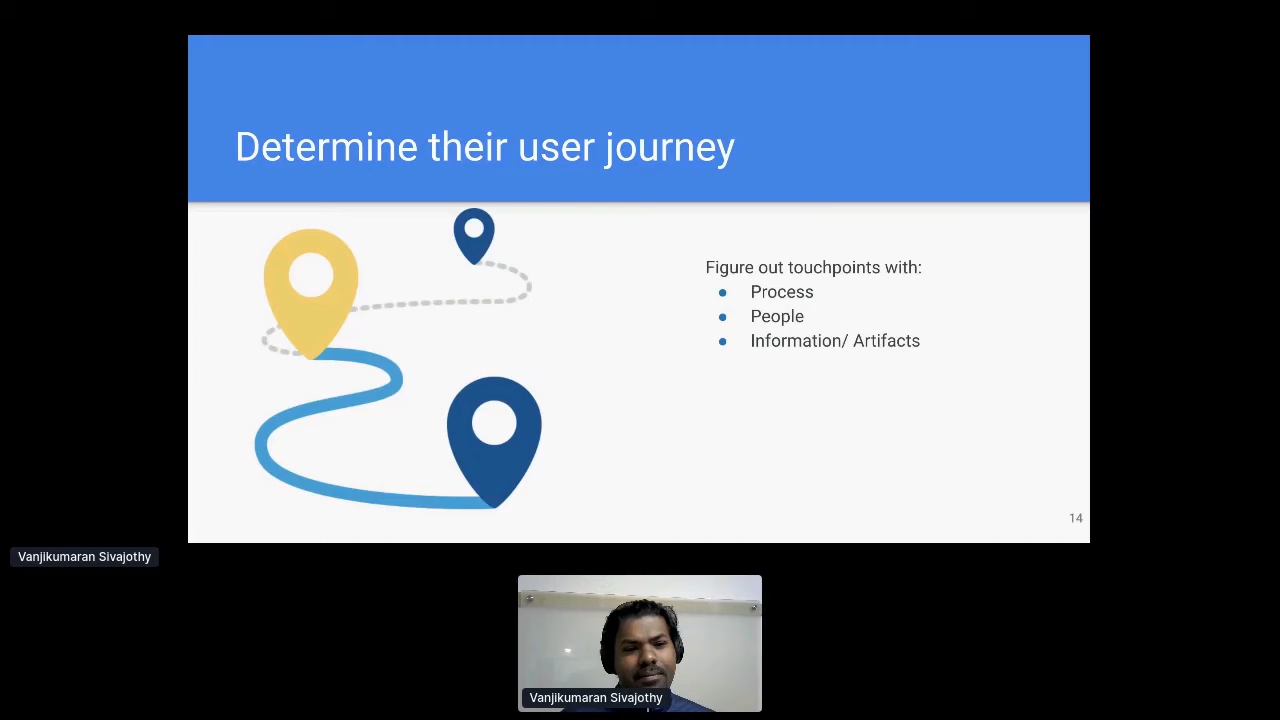 Determine their user journey
Figure out touchpoints with:
● Process
● People
● Information/ Artifacts
14
Vanjikumaran Sivajothy
Vanjikumaran Sivajothy